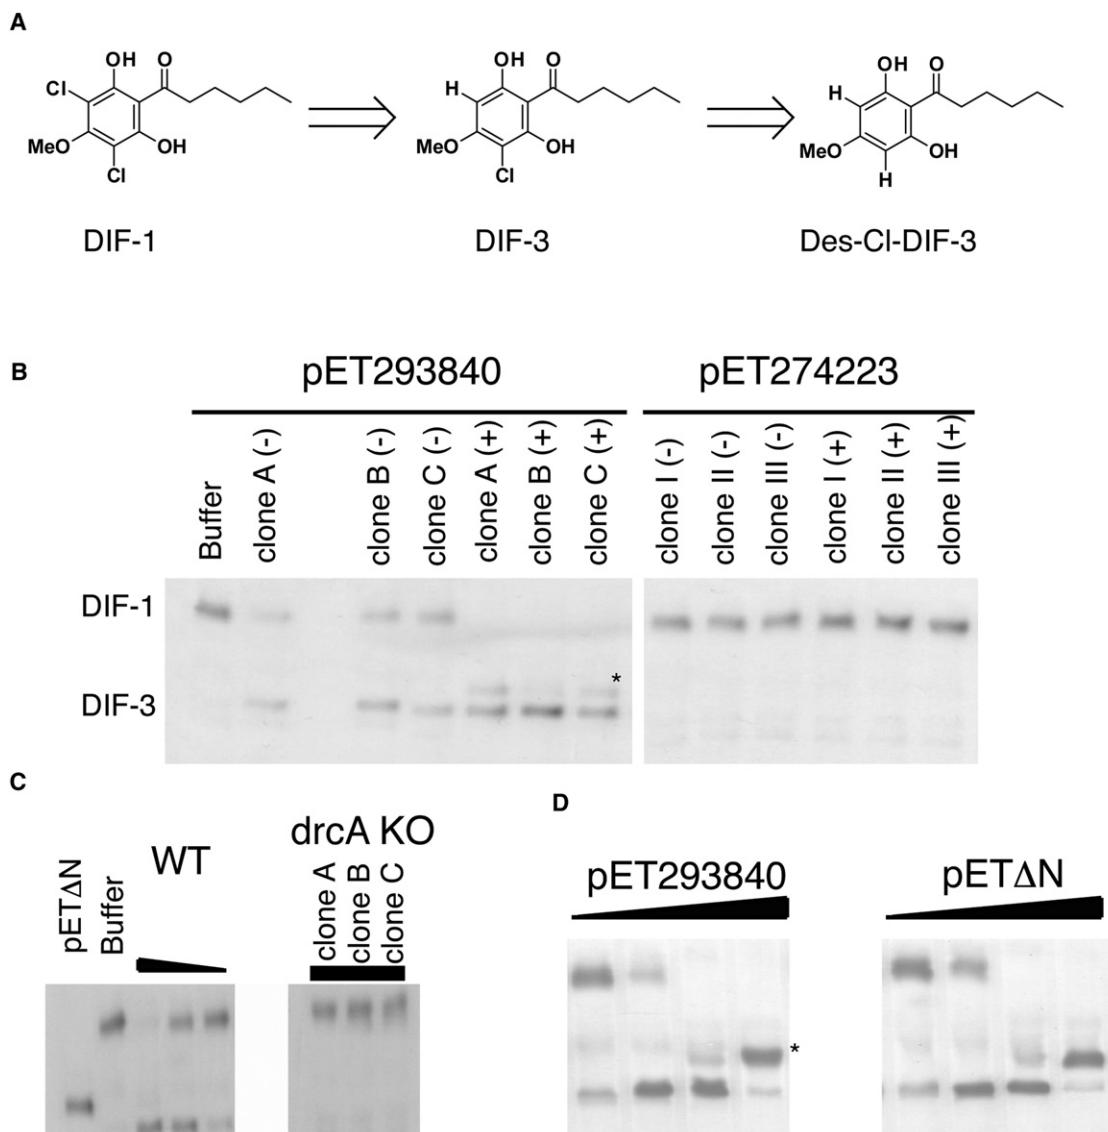 A
OH O
Cl
MeO OH
Cl
DIF-1
OH O
H
MeO OH
Cl
DIF-3
OH O
H
MeO OH
H
Des-Cl-DIF-3
B
pET293840
Buffer
clone A (-)
clone B (-)
clone C (-)
clone A (+)
clone B (+)
clone C (+)
pET274223
clone I (-)
clone II (-)
clone III (-)
clone I (+)
clone II (+)
clone III (+)
DIF-1
*
DIF-3
C
pETΔN
Buffer
WT
drcA KO
clone A
clone B
clone C
D
pET293840
*
pETΔN